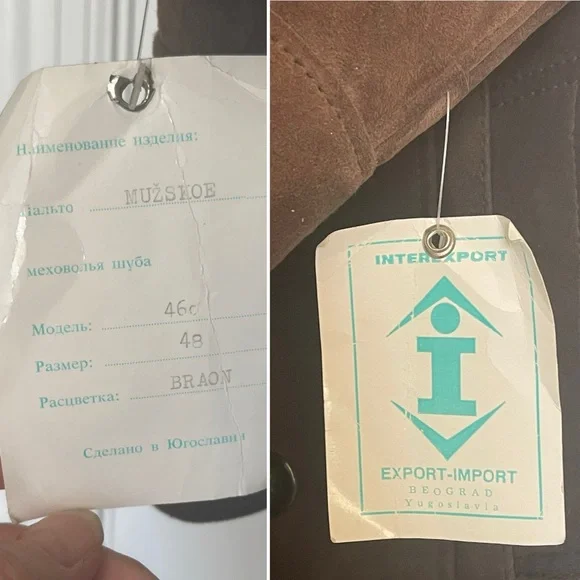 Наименование изделия:
Пальто MUŽSKOE
меховолья шуба
Модель: 46c
Размер: 48
Расцветка: BRAON
Сделано в Югославии
INTEREXPORT
EXPORT-IMPORT
BEOGRAD
Yugoslavia